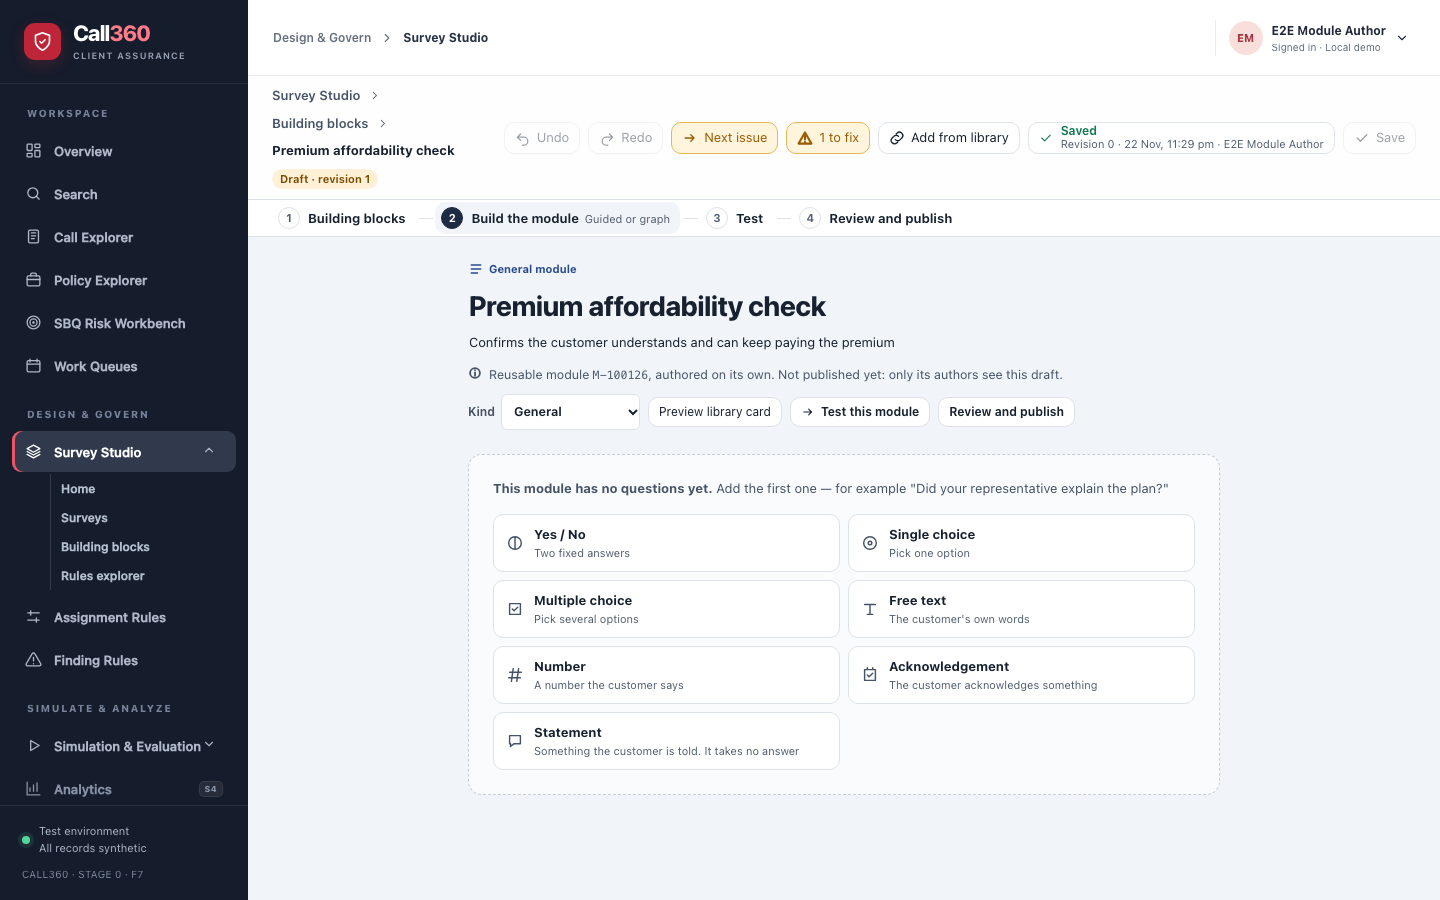 Call360
CLIENT ASSURANCE
WORKSPACE
Overview
Search
Call Explorer
Policy Explorer
SBQ Risk Workbench
Work Queues
DESIGN & GOVERN
Survey Studio
Home
Surveys
Building blocks
Rules explorer
Assignment Rules
Finding Rules
SIMULATE & ANALYZE
Simulation & Evaluation
Analytics S4
Test environment
All records synthetic
CALL360 · STAGE 0 · F7
Design & Govern > Survey Studio
EM E2E Module Author
Signed in · Local demo
Survey Studio >
Building blocks >
Premium affordability check
Draft · revision 1
Undo Redo Next issue 1 to fix Add from library Saved Save
Revision 0 · 22 Nov, 11:29 pm · E2E Module Author
1 Building blocks 2 Build the module Guided or graph 3 Test 4 Review and publish
General module
Premium affordability check
Confirms the customer understands and can keep paying the premium
Reusable module M-100126, authored on its own. Not published yet: only its authors see this draft.
Kind General Preview library card Test this module Review and publish
This module has no questions yet. Add the first one — for example "Did your representative explain the plan?"
Yes / No
Two fixed answers
Single choice
Pick one option
Multiple choice
Pick several options
Free text
The customer's own words
Number
A number the customer says
Acknowledgement
The customer acknowledges something
Statement
Something the customer is told. It takes no answer